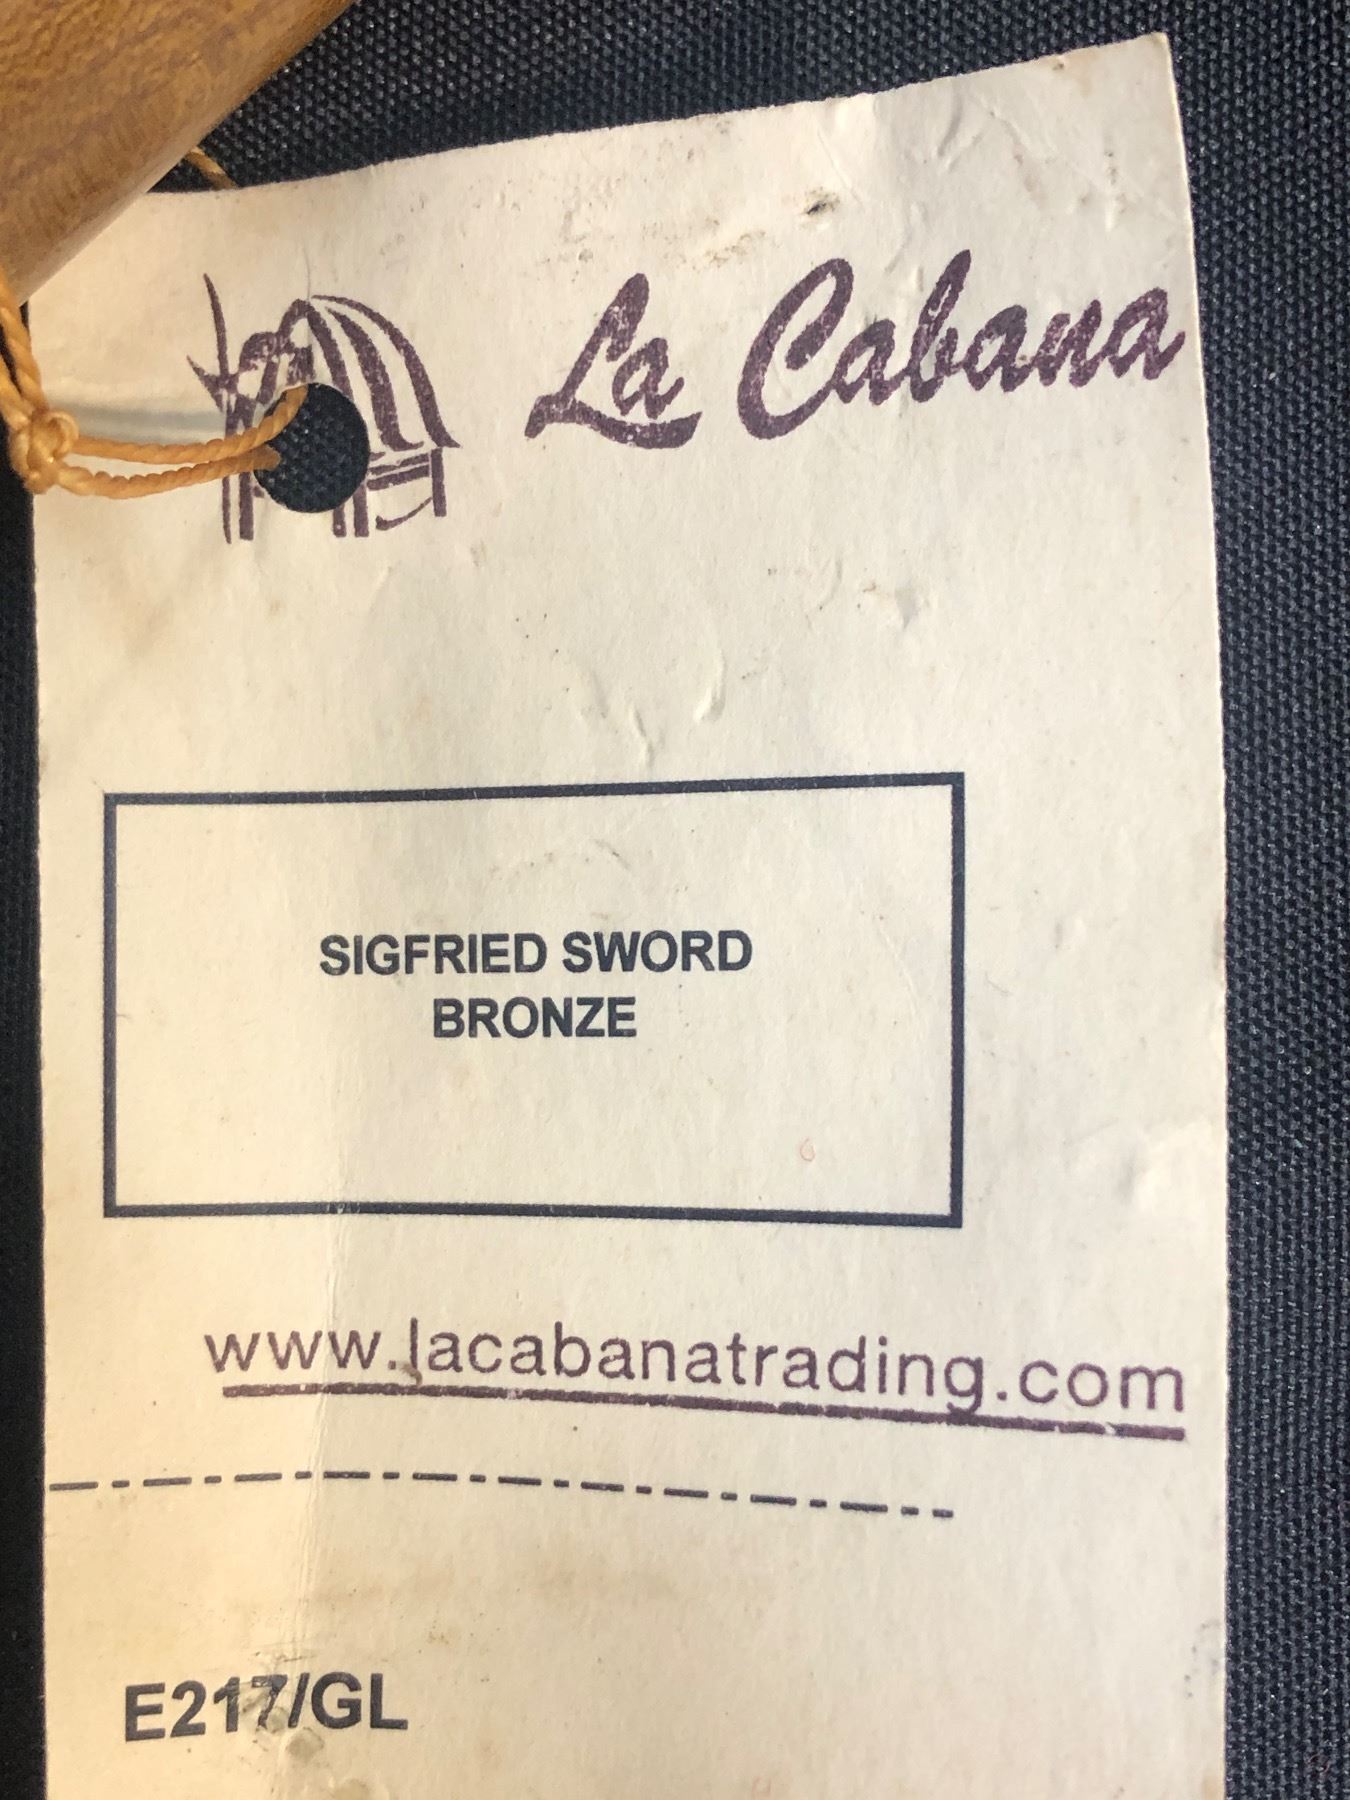 La Cabana
SIGFRIED SWORD
BRONZE
www.lacabanatrading.com
E217/GL